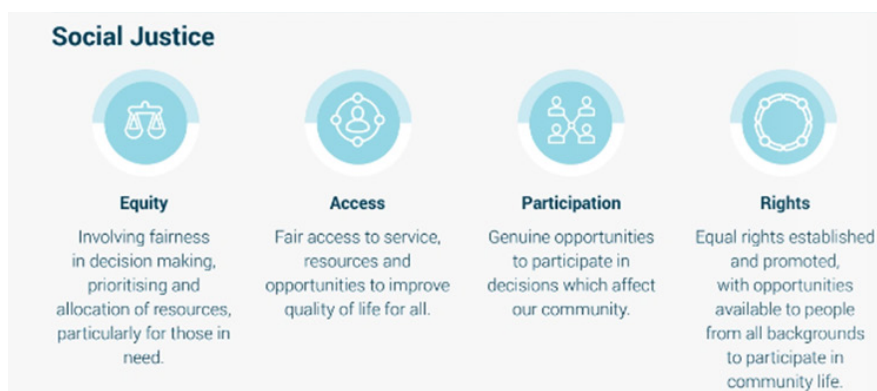 Social Justice
Equity
Involving fairness
in decision making,
prioritising and
allocation of resources,
particularly for those in
need.
Access
Fair access to service,
resources and
opportunities to improve
quality of life for all.
Participation
Genuine opportunities
to participate in
decisions which affect
our community.
Rights
Equal rights established
and promoted,
with opportunities
available to people
from all backgrounds
to participate in
community life.